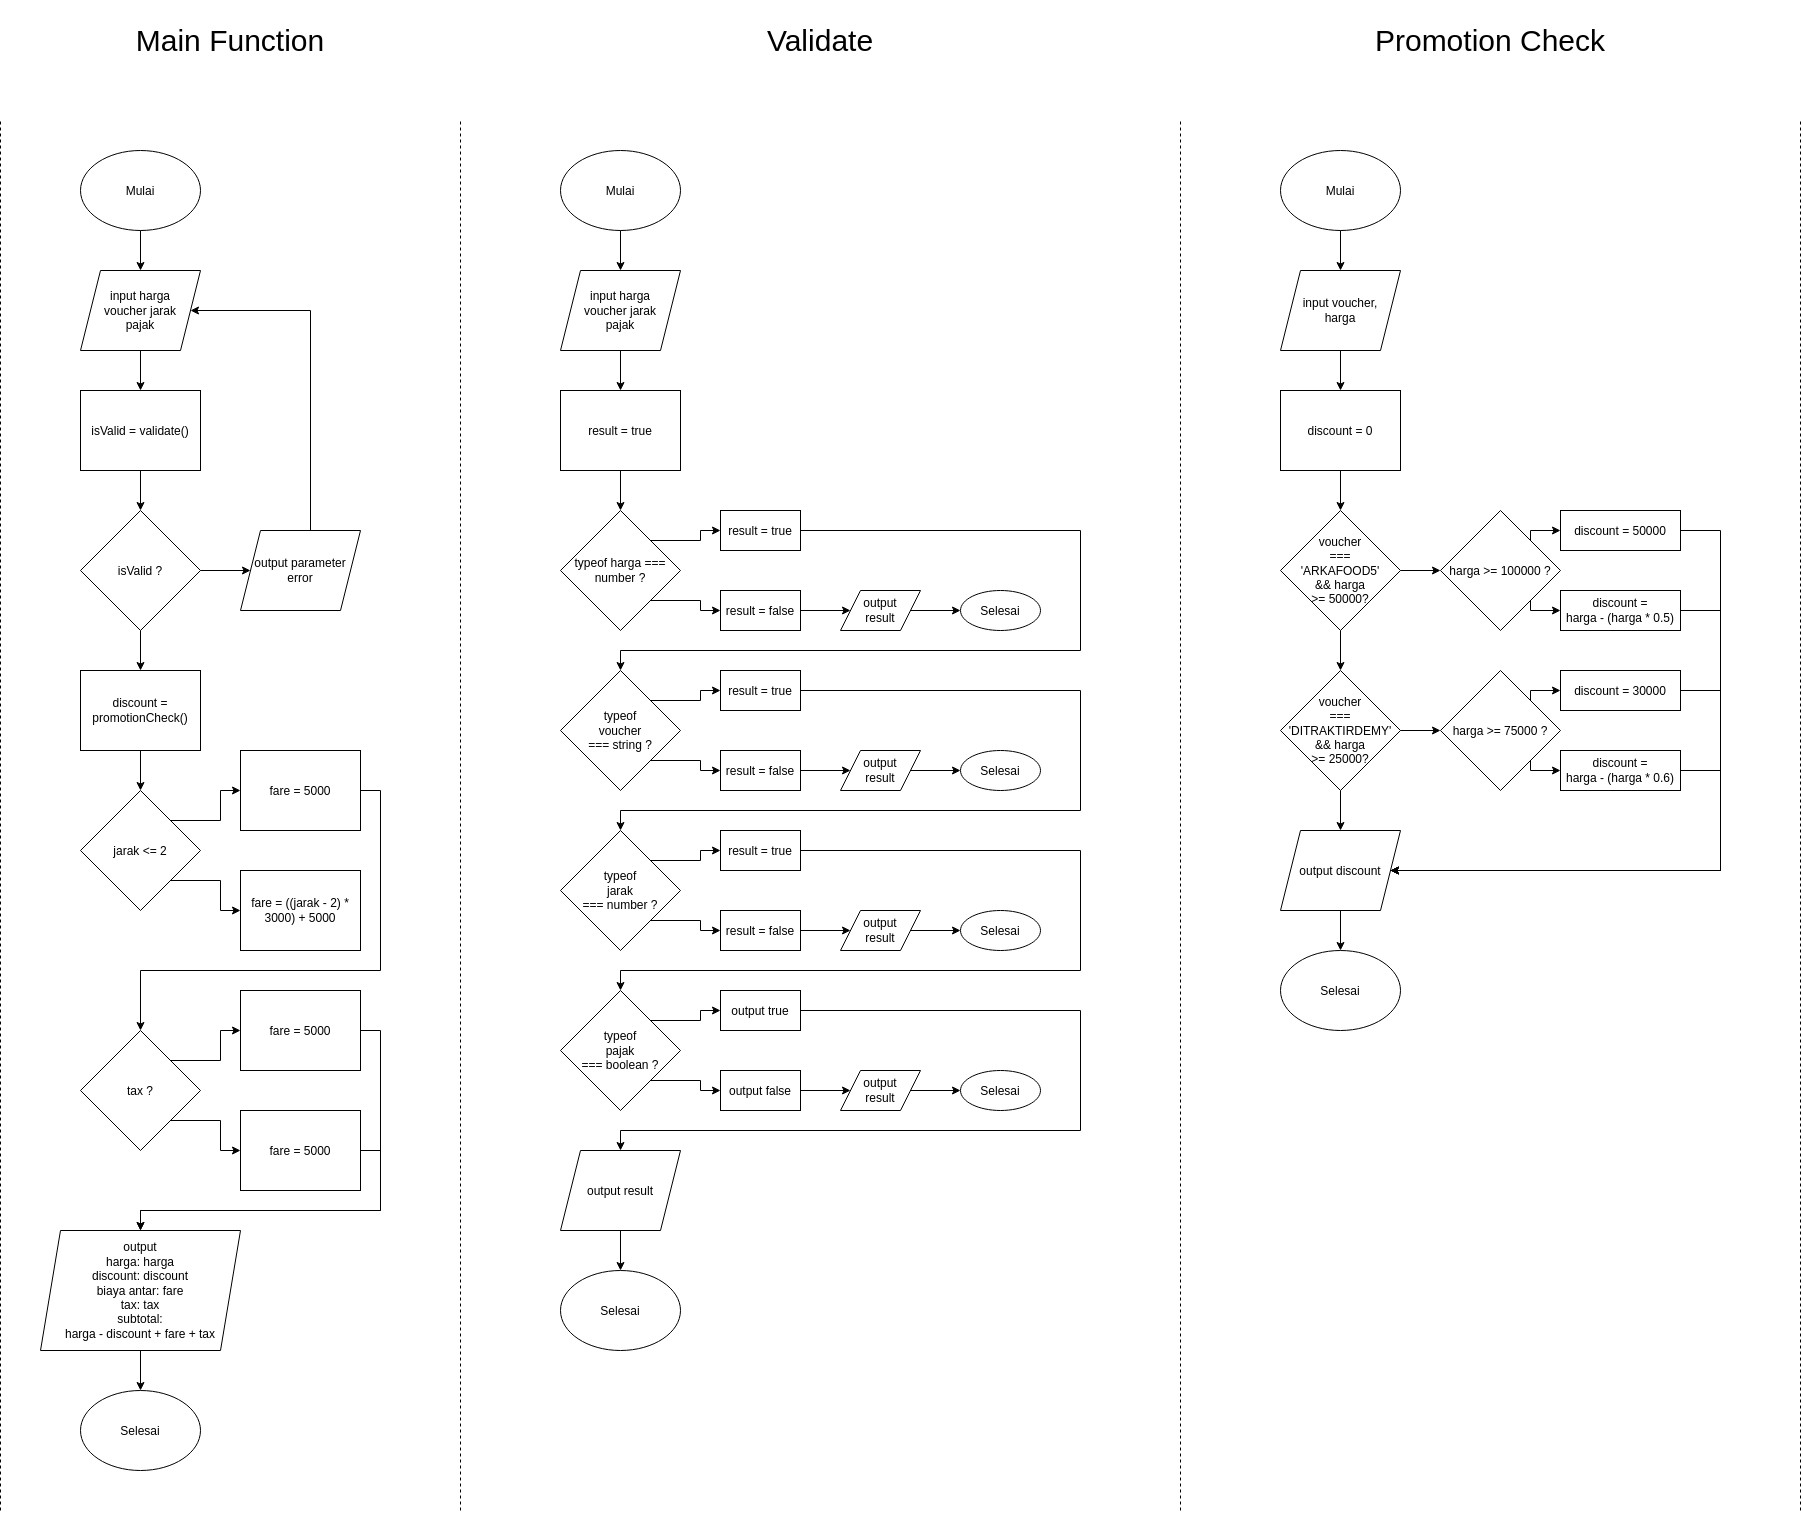 Main Function
Mulai
input harga
voucher jarak
pajak
isValid = validate()
isValid ?
output parameter
error
discount =
promotionCheck()
fare = 5000
jarak <= 2
fare = ((jarak - 2) *
3000) + 5000
fare = 5000
tax ?
fare = 5000
output
harga: harga
discount: discount
biaya antar: fare
tax: tax
subtotal:
harga - discount + fare + tax
Selesai
Validate
Mulai
input harga
voucher jarak
pajak
result = true
typeof harga ===
number ?
result = true
result = false
output
result
Selesai
typeof
voucher
=== string ?
result = true
result = false
output
result
Selesai
typeof
jarak
=== number ?
result = true
result = false
output
result
Selesai
typeof
pajak
=== boolean ?
output true
output false
output
result
Selesai
output result
Selesai
Promotion Check
Mulai
input voucher,
harga
discount = 0
voucher
===
'ARKAFOOD5'
&& harga
>= 50000?
harga >= 100000 ?
discount = 50000
discount =
harga - (harga * 0.5)
voucher
===
'DITRAKTIRDEMY'
&& harga
>= 25000?
harga >= 75000 ?
discount = 30000
discount =
harga - (harga * 0.6)
output discount
Selesai